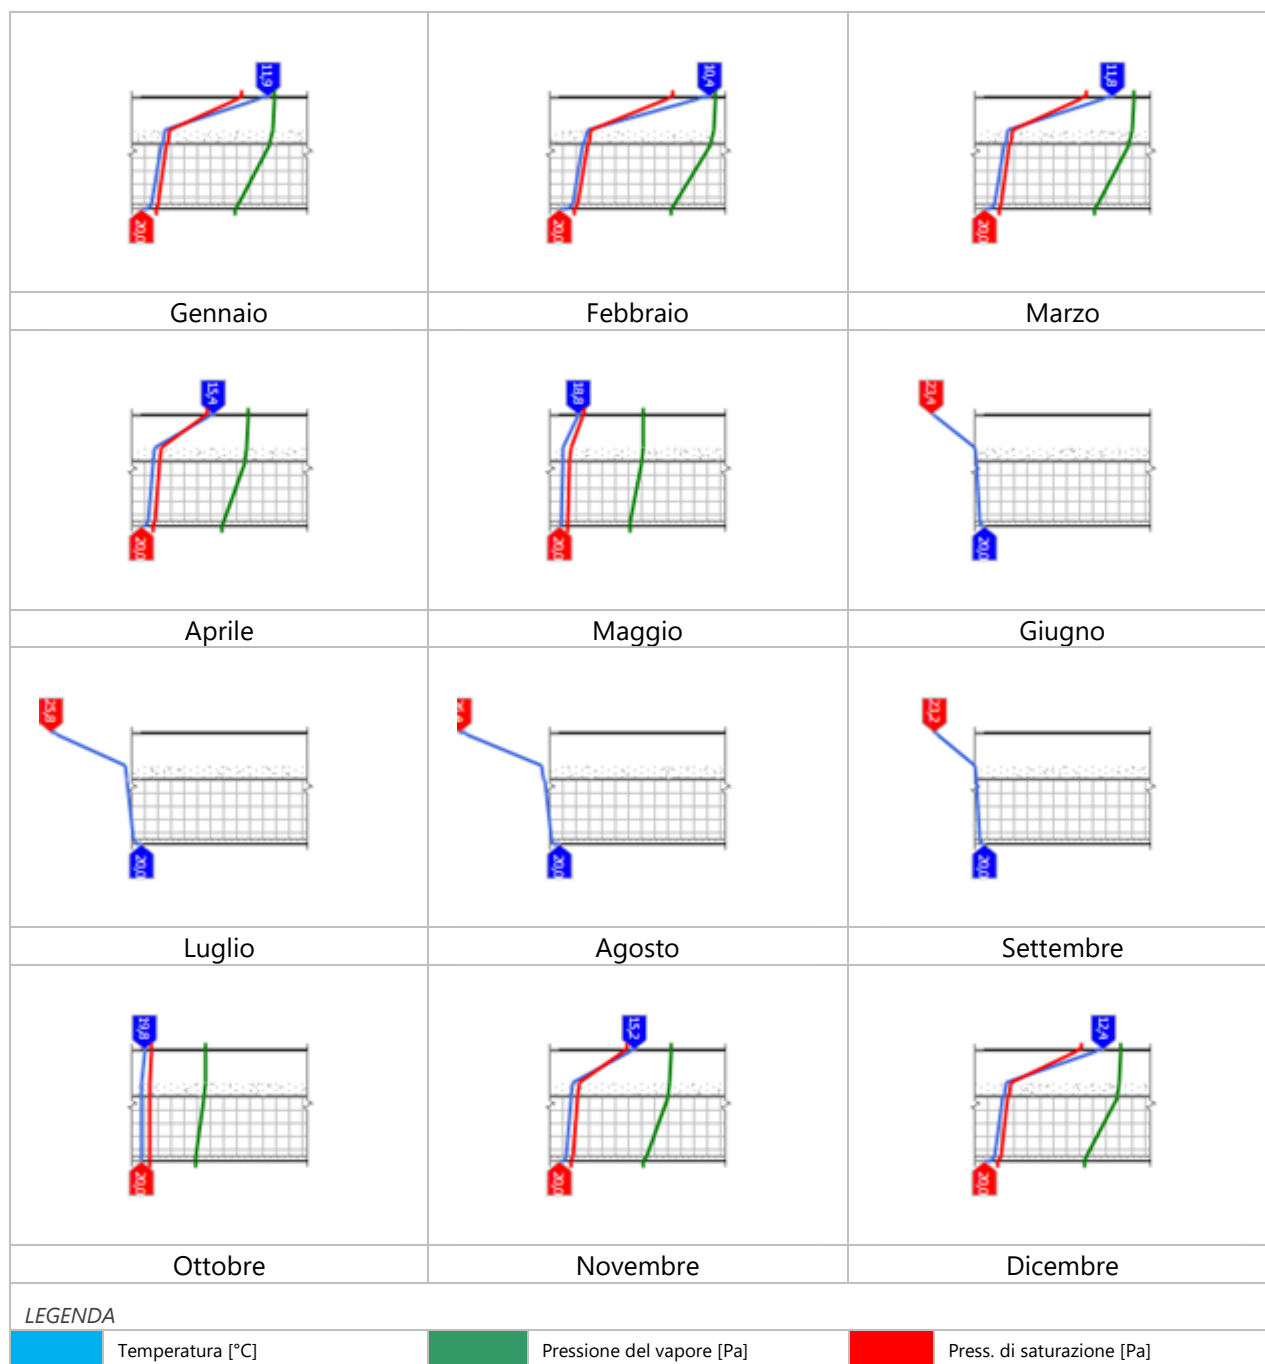 11,9 10,4 11,8
20,0 20,0 20,0
Gennaio Febbraio Marzo
15,4 18,8 23,4
20,0 20,0 20,0
Aprile Maggio Giugno
25,8 23,2
20,0 20,0 20,0
Luglio Agosto Settembre
19,8 15,2 12,4
20,0 20,0 20,0
Ottobre Novembre Dicembre
LEGENDA
Temperatura [°C] Pressione del vapore [Pa] Press. di saturazione [Pa]